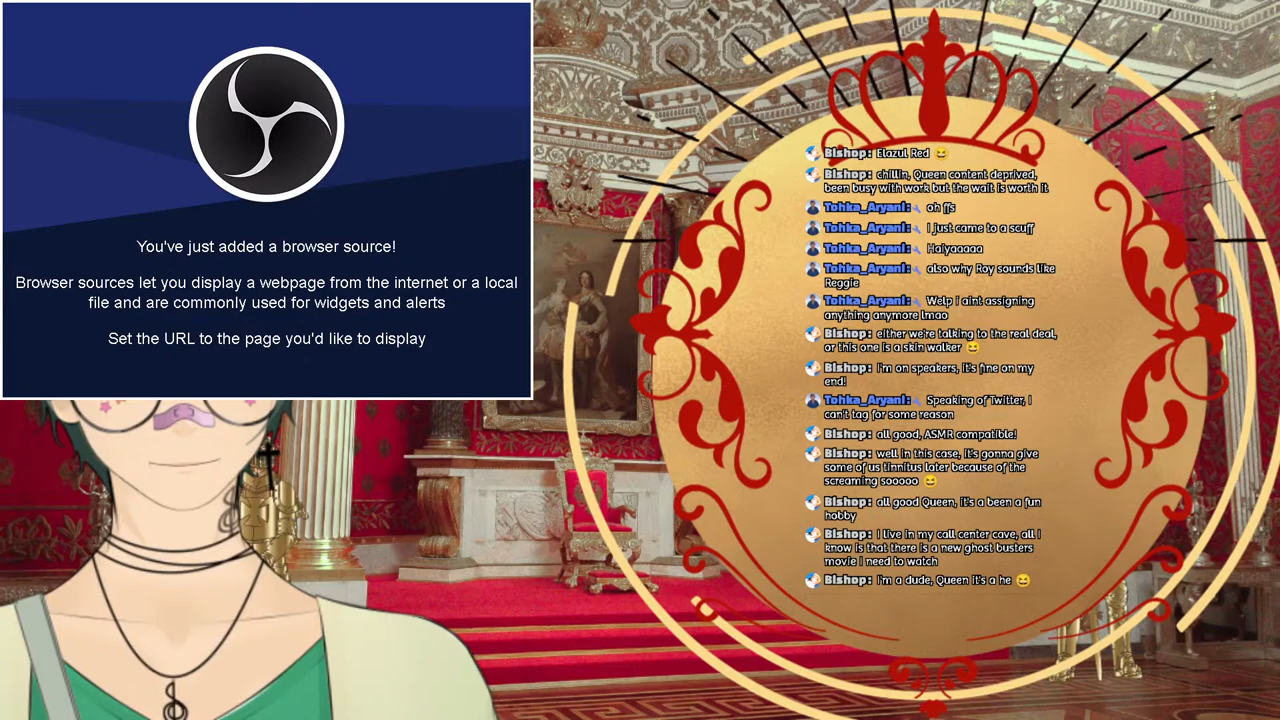 You've just added a browser source!
Browser sources let you display a webpage from the internet or a local
file and are commonly used for widgets and alerts
Set the URL to the page you'd like to display
Bishop: Elazul Red 😆
Bishop: chillin, Queen content deprived,
been busy with work but the wait is worth it
Tohka_Aryani: oh ffs
Tohka_Aryani: I just came to a scuff
Tohka_Aryani: Haiyaaaaa
Tohka_Aryani: also why Roy sounds like
Reggie
Tohka_Aryani: Welp i aint assigning
anything anymore lmao
Bishop: either we're talking to the real deal,
or this one is a skin walker 😆
Bishop: I'm on speakers, it's fine on my
end!
Tohka_Aryani: Speaking of Twitter, I
can't tag for some reason
Bishop: all good, ASMR compatible!
Bishop: well in this case, it's gonna give
some of us tinnitus later because of the
screaming sooooo 😆
Bishop: all good Queen, it's a been a fun
hobby
Bishop: I live in my call center cave, all I
know is that there is a new ghost busters
movie I need to watch
Bishop: I'm a dude, Queen it's a he 😆